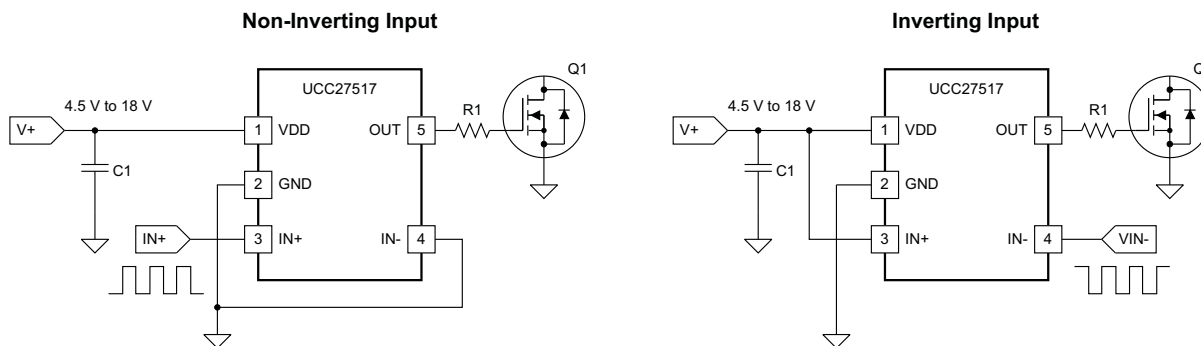 Non-Inverting Input
Q1
UCC27517
4.5 V to 18 V
R1
V+
1
VDD
OUT
5
C1
2
GND
IN+
3
IN+
IN-
4
Inverting Input
Q
UCC27517
4.5 V to 18 V
R1
V+
1
VDD
OUT
5
C1
2
GND
3
IN+
IN-
4
VIN-